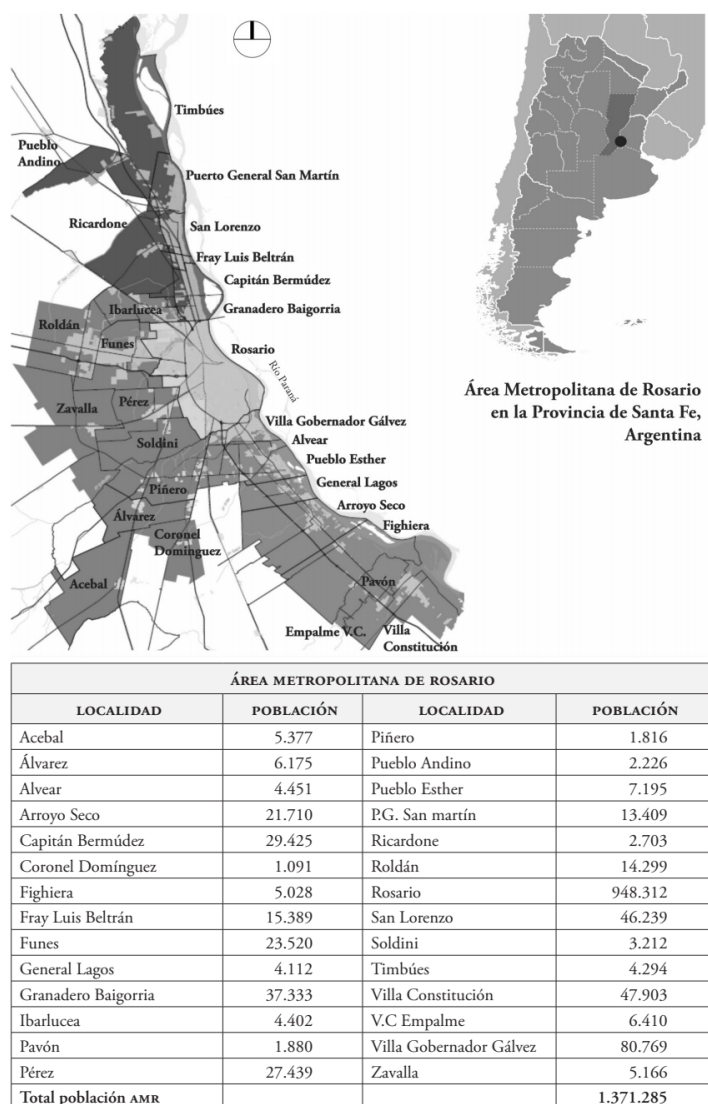 Timbúes
Pueblo
Andino
Puerto General San Martín
Ricardone
San Lorenzo
Fray Luis Beltrán
Capitán Bermúdez
Ibarlucea
Granadero Baigorria
Roldán
Funes
Rosario
Río Paraná
Zavalla
Pérez
Villa Gobernador Gálvez
Soldini
Alvear
Pueblo Esther
Piñero
General Lagos
Álvarez
Arroyo Seco
Fighiera
Coronel
Dominguez
Acebal
Pavón
Empalme V.C.
Villa
Constitución
Área Metropolitana de Rosario
en la Provincia de Santa Fe,
Argentina
ÁREA METROPOLITANA DE ROSARIO
LOCALIDAD POBLACIÓN LOCALIDAD POBLACIÓN
Acebal 5.377 Piñero 1.816
Álvarez 6.175 Pueblo Andino 2.226
Alvear 4.451 Pueblo Esther 7.195
Arroyo Seco 21.710 P.G. San martín 13.409
Capitán Bermúdez 29.425 Ricardone 2.703
Coronel Domínguez 1.091 Roldán 14.299
Fighiera 5.028 Rosario 948.312
Fray Luis Beltrán 15.389 San Lorenzo 46.239
Funes 23.520 Soldini 3.212
General Lagos 4.112 Timbúes 4.294
Granadero Baigorria 37.333 Villa Constitución 47.903
Ibarlucea 4.402 V.C Empalme 6.410
Pavón 1.880 Villa Gobernador Gálvez 80.769
Pérez 27.439 Zavalla 5.166
Total población AMR 1.371.285